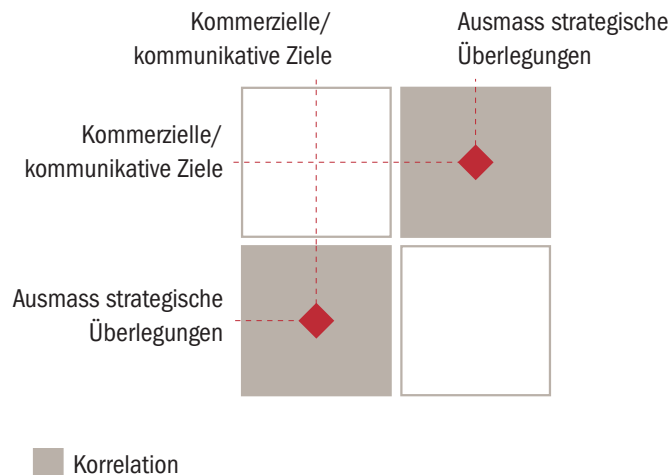 Kommerzielle/
kommunikative Ziele
Ausmass strategische
Überlegungen
Kommerzielle/
kommunikative Ziele
Ausmass strategische
Überlegungen
Korrelation